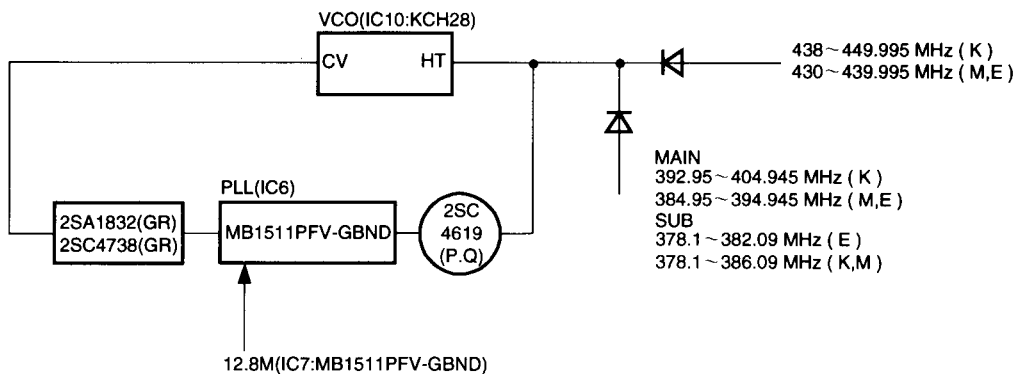 VCO(IC10:KCH28)
CV
HT
438~449.995 MHz ( K )
430~439.995 MHz ( M,E )
MAIN
392.95~404.945 MHz ( K )
384.95~394.945 MHz ( M,E )
SUB
378.1~382.09 MHz ( E )
378.1~386.09 MHz ( K,M )
PLL(IC6)
2SA1832(GR)
2SC4738(GR)
MB1511PFV-GBND
2SC
4619
(P.Q)
12.8M(IC7:MB1511PFV-GBND)